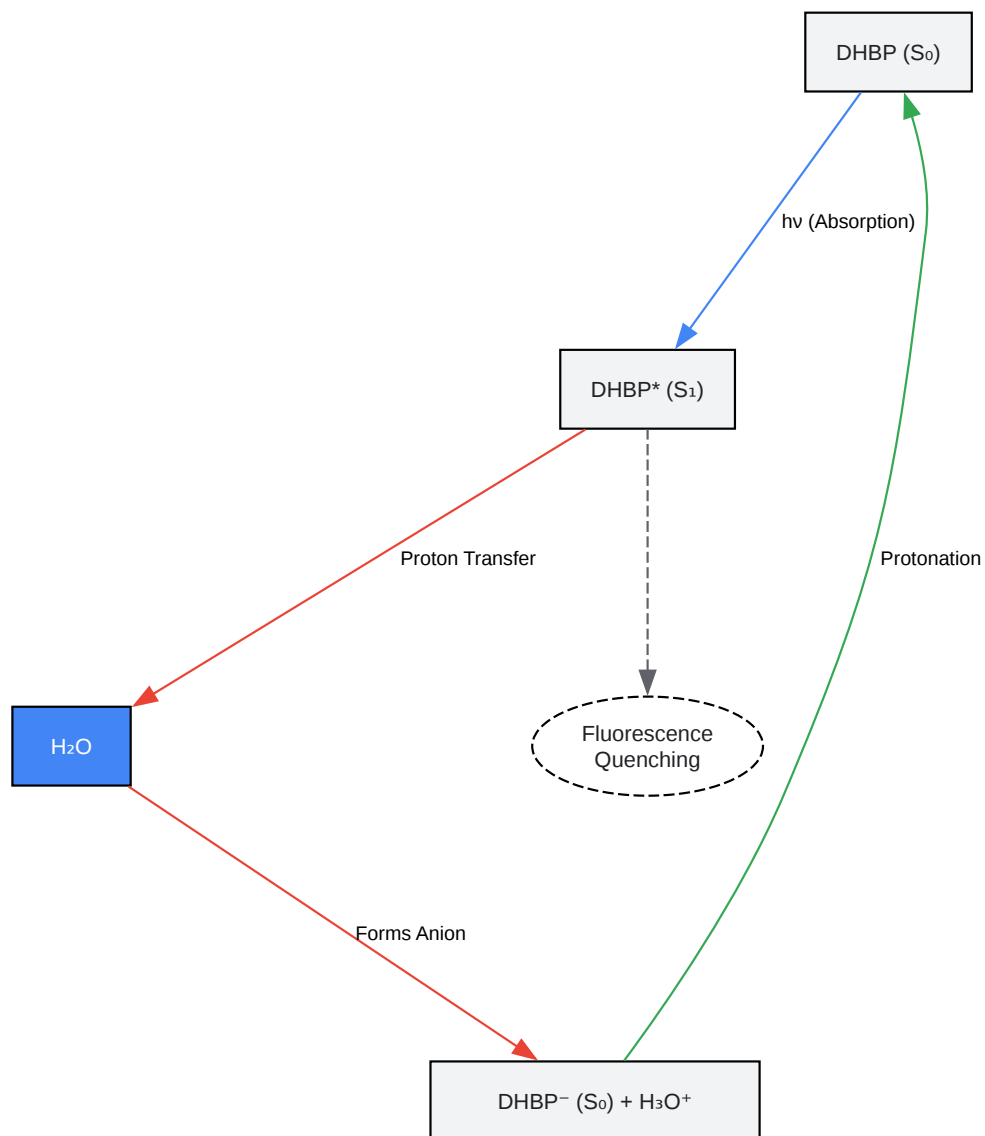 DHBP (S₀)
hν (Absorption)
DHBP* (S₁)
Proton Transfer
Protonation
Fluorescence
Quenching
H₂O
Forms Anion
DHBP⁻ (S₀) + H₃O⁺